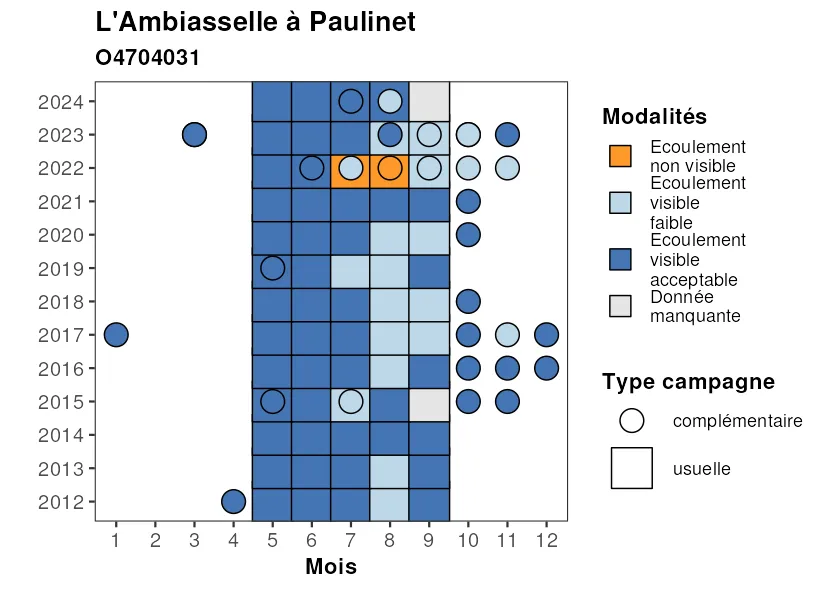 L'Ambiasselle à Paulinet
O4704031
2024
2023
2022
2021
2020
2019
2018
2017
2016
2015
2014
2013
2012
1 2 3 4 5 6 7 8 9 10 11 12
Mois
Modalités
Ecoulement
non visible
Ecoulement
visible
faible
Ecoulement
visible
acceptable
Donnée
manquante
Type campagne
complémentaire
usuelle